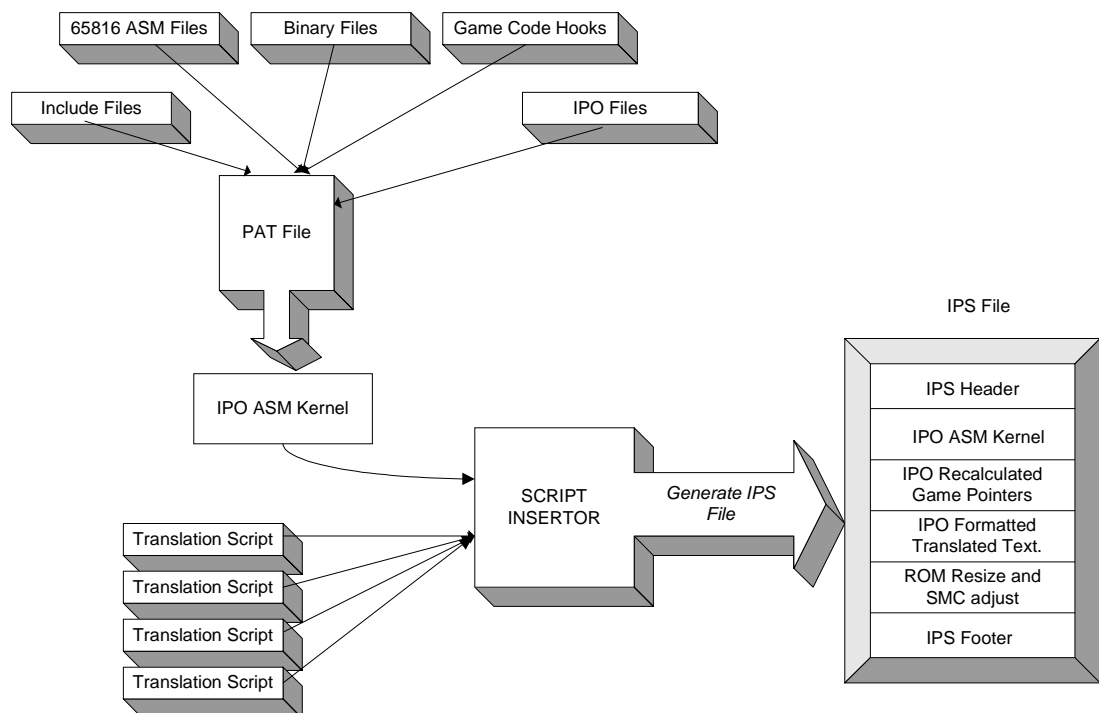 65816 ASM Files
Binary Files
Game Code Hooks
Include Files
IPO Files
PAT File
IPS File
IPO ASM Kernel
SCRIPT
INSERTOR
Generate IPS
File
Translation Script
Translation Script
Translation Script
Translation Script
IPS Header
IPO ASM Kernel
IPO Recalculated
Game Pointers
IPO Formatted
Translated Text.
ROM Resize and
SMC adjust
IPS Footer